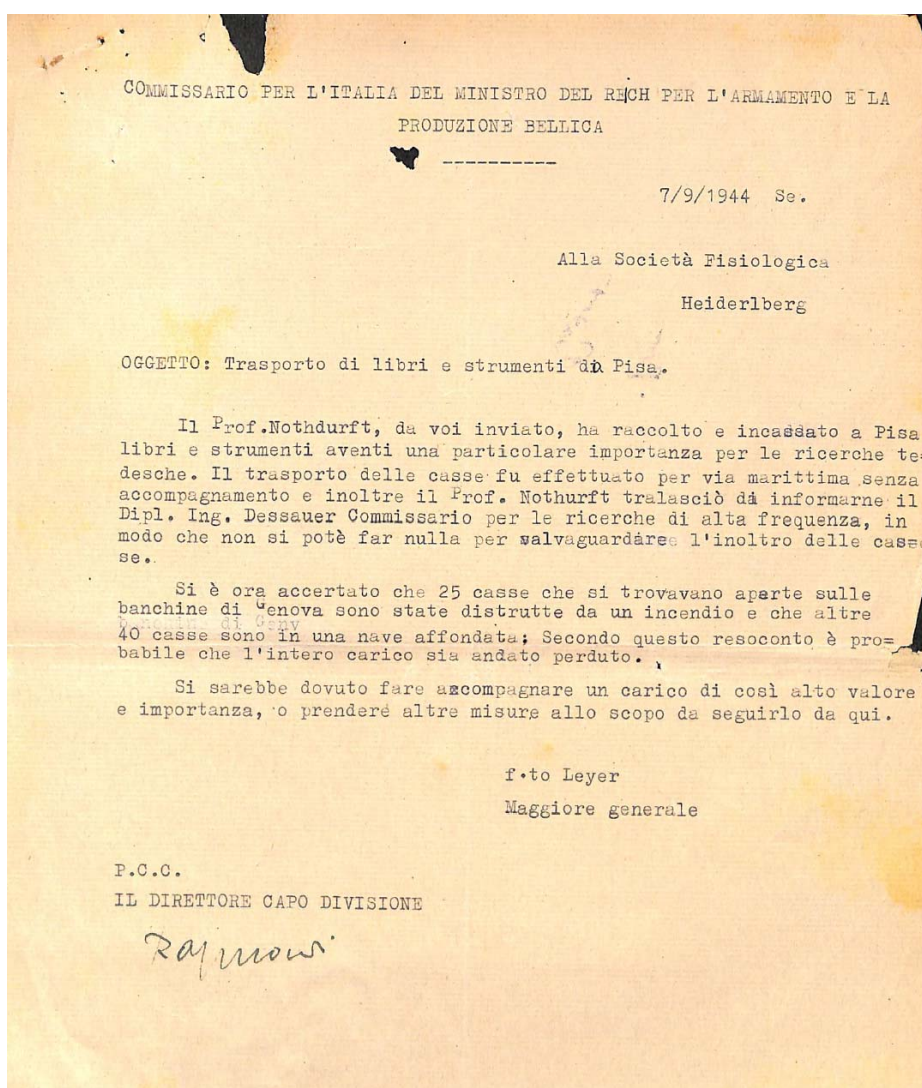 COMMISSARIO PER L'ITALIA DEL MINISTRO DEL REICH PER L'ARMAMENTO E LA
PRODUZIONE BELLICA
----------
7/9/1944 Se.
Alla Società Fisiologica
Heiderlberg
OGGETTO: Trasporto di libri e strumenti di Pisa.
Il Prof.Nothdurft, da voi inviato, ha raccolto e incassato a Pisa
libri e strumenti aventi una particolare importanza per le ricerche te=
desche. Il trasporto delle casse fu effettuato per via marittima senza
accompagnamento e inoltre il Prof. Nothurft tralasciò di informarne il
Dipl. Ing. Dessauer Commissario per le ricerche di alta frequenza, in
modo che non si potè far nulla per salvaguardare l'inoltro delle cas=
se.
Si è ora accertato che 25 casse che si trovavano aparte sulle
banchine di Genova sono state distrutte da un incendio e che altre
40 casse sono in una nave affondata; Secondo questo resoconto è pro=
babile che l'intero carico sia andato perduto.
Si sarebbe dovuto fare accompagnare un carico di così alto valore
e importanza, o prendere altre misure allo scopo da seguirlo da qui.
f.to Leyer
Maggiore generale
P.C.C.
IL DIRETTORE CAPO DIVISIONE